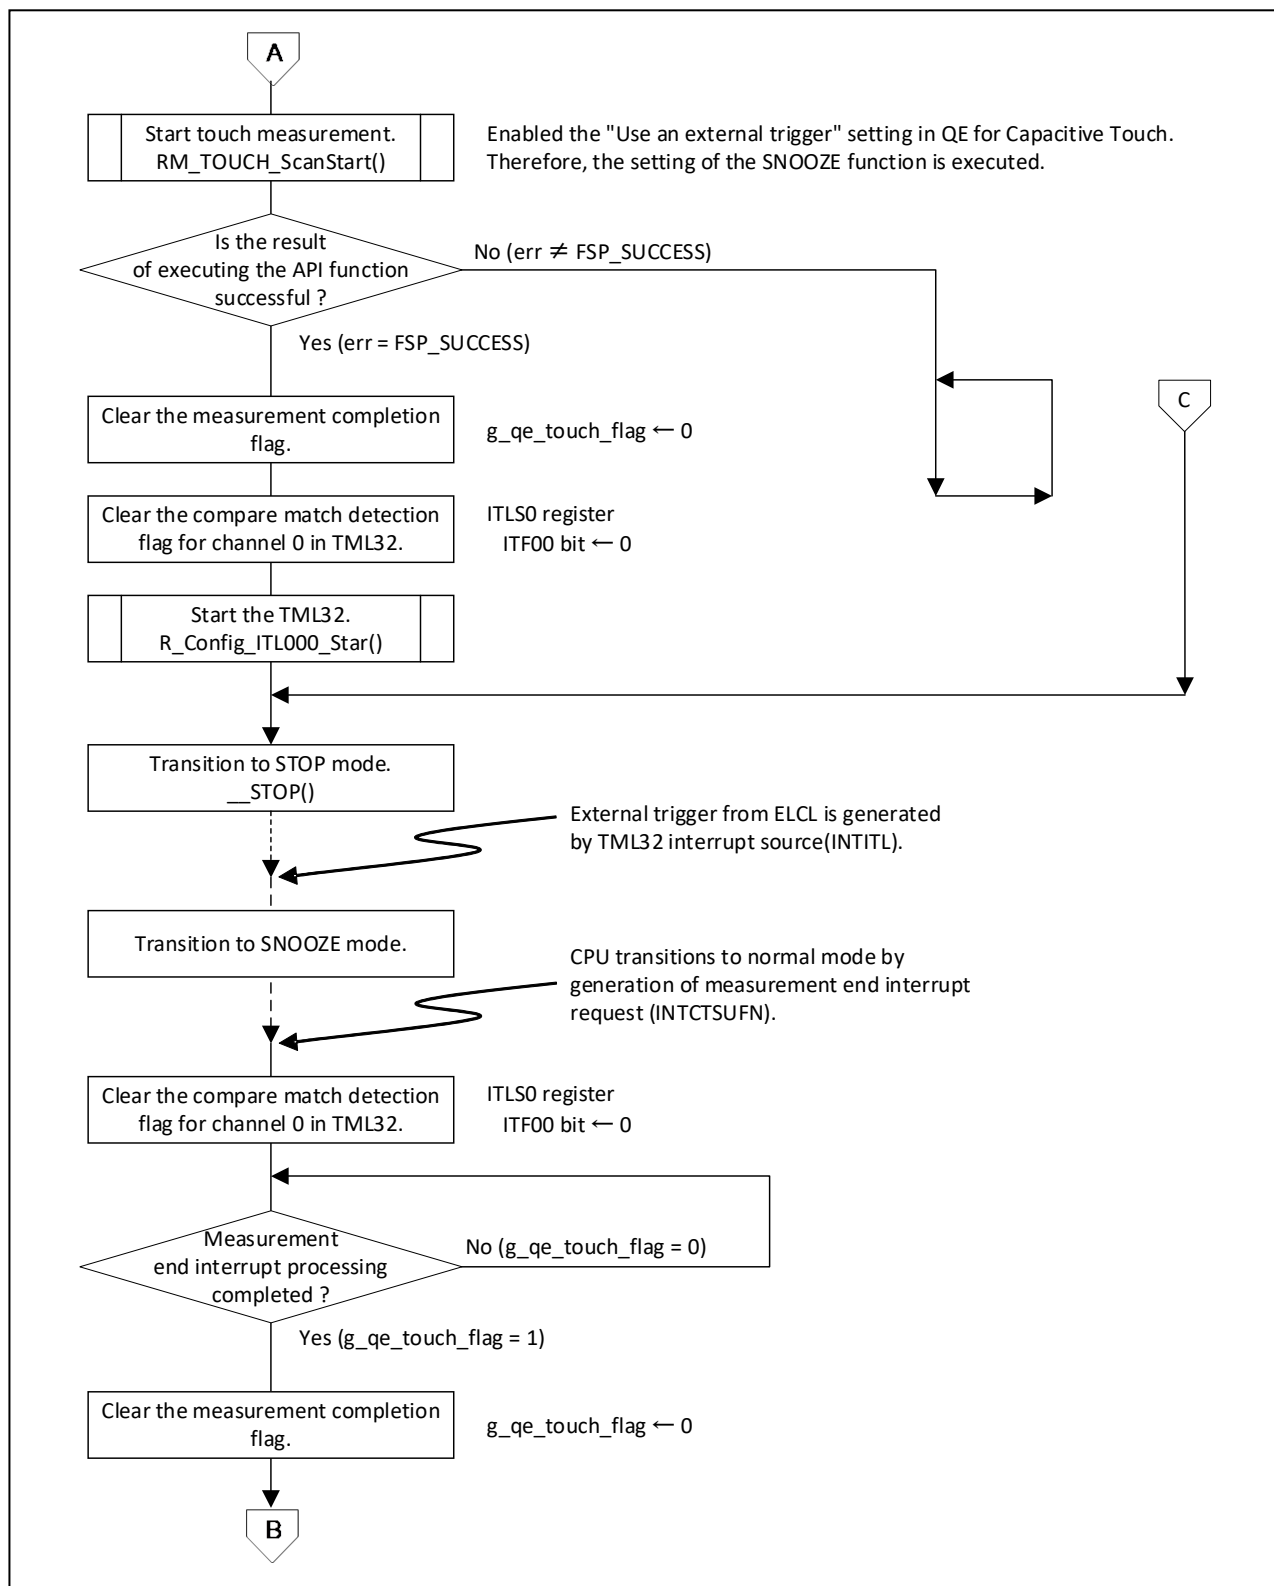 A
Start touch measurement.
RM_TOUCH_ScanStart()
Enabled the "Use an external trigger" setting in QE for Capacitive Touch.
Therefore, the setting of the SNOOZE function is executed.
Is the result
of executing the API function
successful ?
No (err ≠ FSP_SUCCESS)
Yes (err = FSP_SUCCESS)
Clear the measurement completion
flag.
g_qe_touch_flag ← 0
C
Clear the compare match detection
flag for channel 0 in TML32.
ITLS0 register
ITF00 bit ← 0
Start the TML32.
R_Config_ITL000_Star()
Transition to STOP mode.
__STOP()
External trigger from ELCL is generated
by TML32 interrupt source(INTITL).
Transition to SNOOZE mode.
CPU transitions to normal mode by
generation of measurement end interrupt
request (INTCTSUFN).
Clear the compare match detection
flag for channel 0 in TML32.
ITLS0 register
ITF00 bit ← 0
Measurement
end interrupt processing
completed ?
No (g_qe_touch_flag = 0)
Yes (g_qe_touch_flag = 1)
Clear the measurement completion
flag.
g_qe_touch_flag ← 0
B